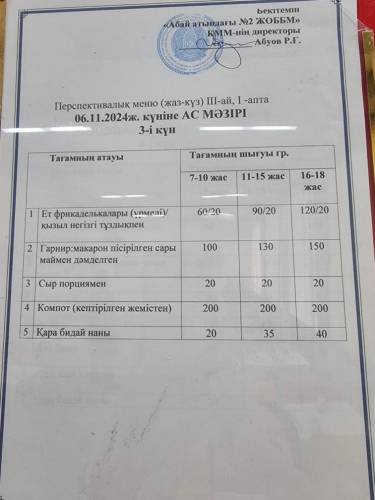 Бекітемін
«Абай атындағы №2 ЖОББМ»
КММ-нің директоры
Абуов Р.Ғ.
Перспективалық меню (жаз-күз) III-ай, I -апта
06.11.2024ж. күніне АС МӘЗІРІ
3-і күн
Тағамның атауы Тағамның шығуы гр.
7-10 жас 11-15 жас 16-18
жас
1 Ет фрикаделькалары (үрмелі)/ 60/20 90/20 120/20
қызыл негізгі тұздықпен
2 Гарнир:макарон пісірілген сары 100 130 150
маймен дәмделген
3 Сыр порциямен 20 20 20
4 Компот (кептірілген жемістен) 200 200 200
5 Қара бидай наны 20 35 40